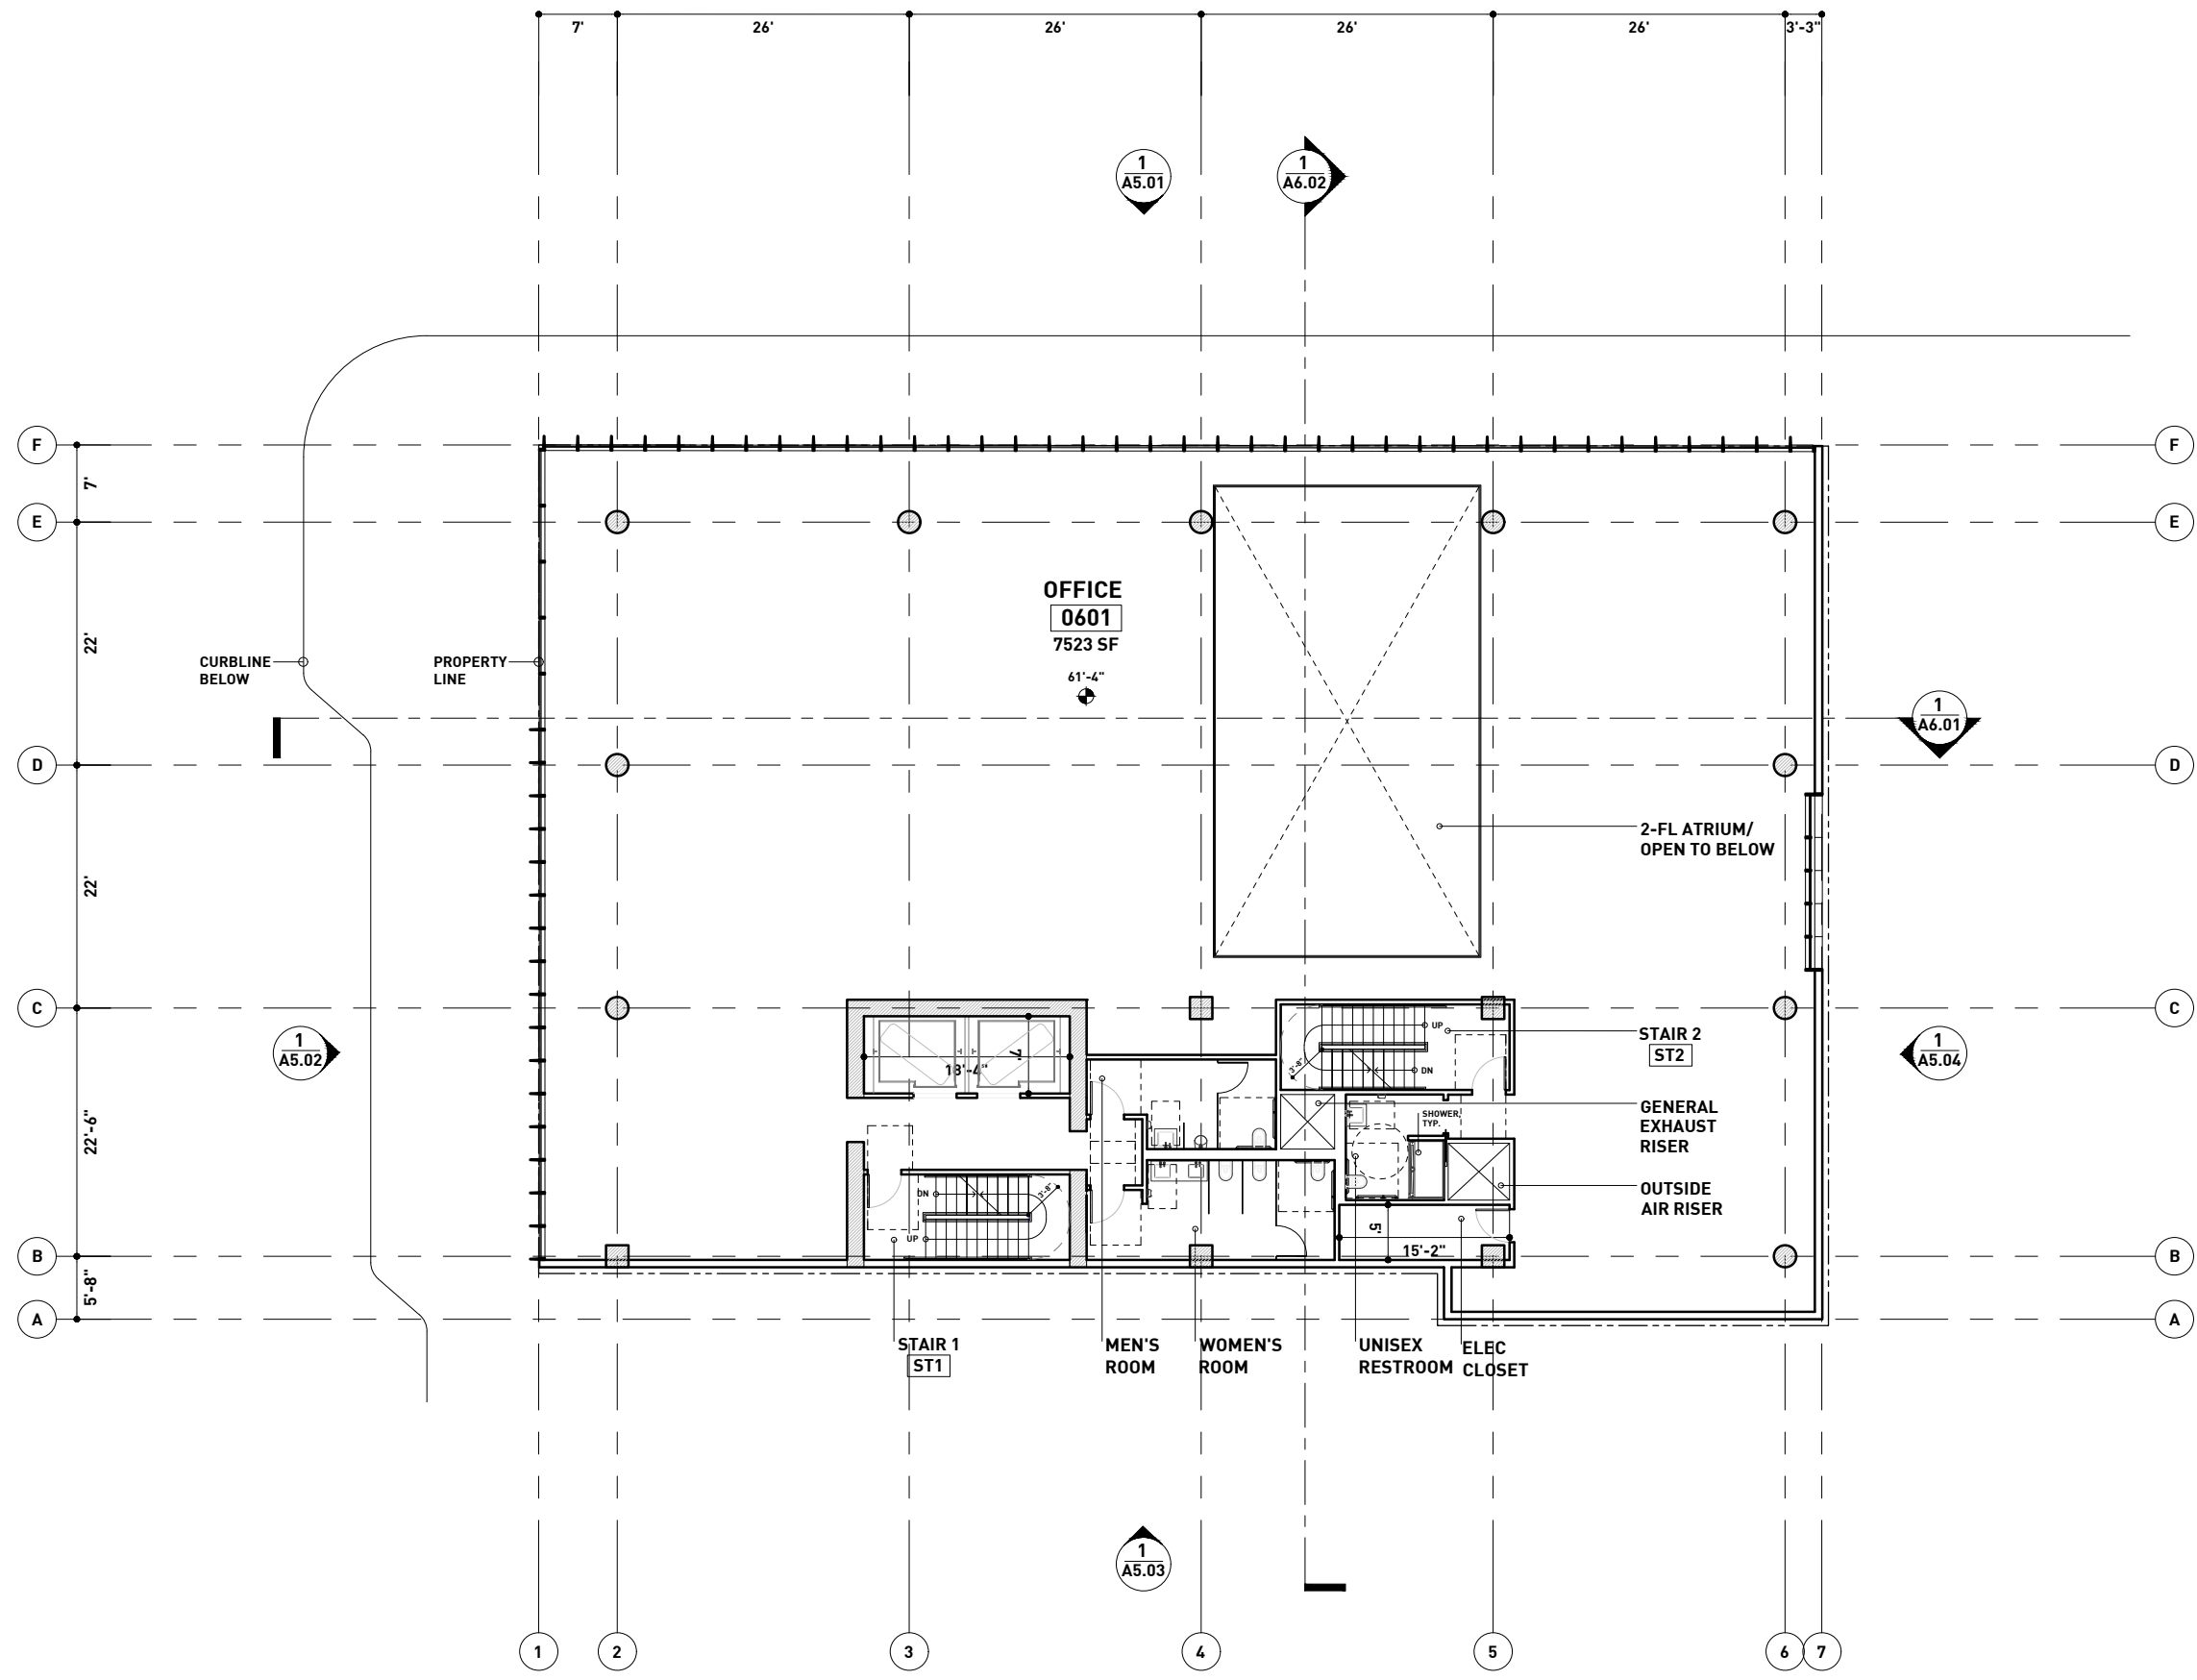 7' 26' 26' 26' 26' 3'-3"
1
A5.01
1
A6.02
F
F
7'
E
E
OFFICE
0601
7523 SF
61'-4"
22'
CURBLINE
BELOW
PROPERTY
LINE
1
A6.01
D
D
2-FL ATRIUM/
OPEN TO BELOW
22'
C
C
UP
STAIR 2
ST2
1
A5.02
1
A5.04
7'
18'-4"
3'-8"
DN
22'-6"
SHOWER,
TYP.
GENERAL
EXHAUST
RISER
OUTSIDE
AIR RISER
DN
3'-8"
UP
5'
15'-2"
B
B
5'-8"
A
A
STAIR 1
ST1
MEN'S
ROOM
WOMEN'S
ROOM
UNISEX
RESTROOM
ELEC
CLOSET
1
A5.03
1 2 3 4 5 6 7